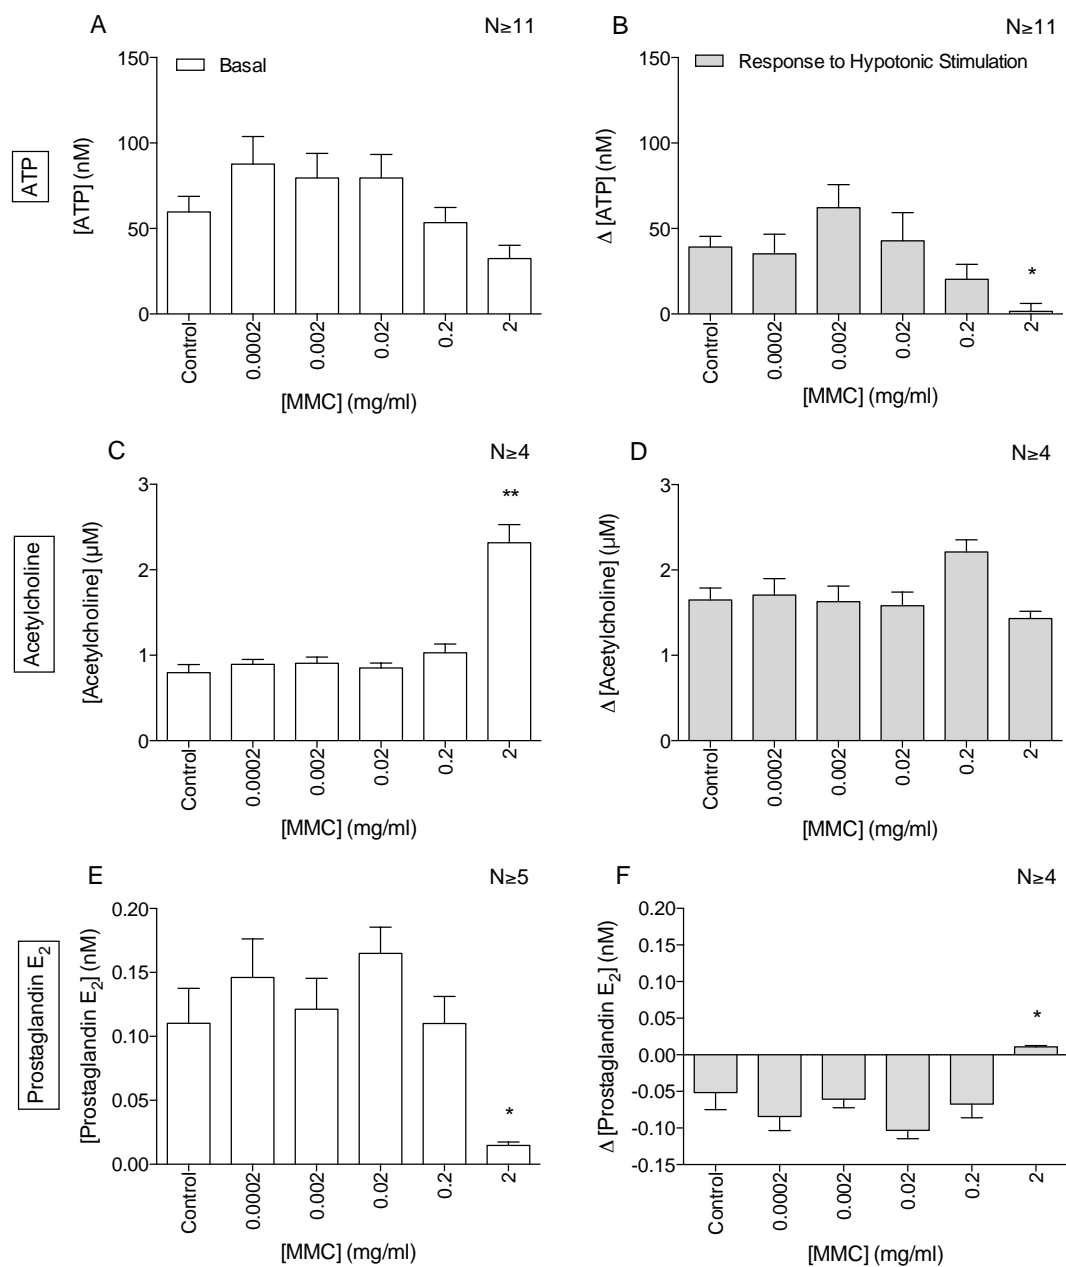 A
N≥11
Basal
150
100
50
0
[ATP] (nM)
ATP
Control
0.0002
0.002
0.02
0.2
2
[MMC] (mg/ml)
B
N≥11
Response to Hypotonic Stimulation
150
100
50
0
Δ [ATP] (nM)
*
Control
0.0002
0.002
0.02
0.2
2
[MMC] (mg/ml)
C
N≥4
3
2
1
0
[Acetylcholine] (µM)
Acetylcholine
**
Control
0.0002
0.002
0.02
0.2
2
[MMC] (mg/ml)
D
N≥4
3
2
1
0
Δ [Acetylcholine] (µM)
Control
0.0002
0.002
0.02
0.2
2
[MMC] (mg/ml)
E
N≥5
0.20
0.15
0.10
0.05
0.00
[Prostaglandin E2] (nM)
Prostaglandin E2
*
Control
0.0002
0.002
0.02
0.2
2
[MMC] (mg/ml)
F
N≥4
0.20
0.15
0.10
0.05
0.00
-0.05
-0.10
-0.15
Δ [Prostaglandin E2] (nM)
*
Control
0.0002
0.002
0.02
0.2
2
[MMC] (mg/ml)